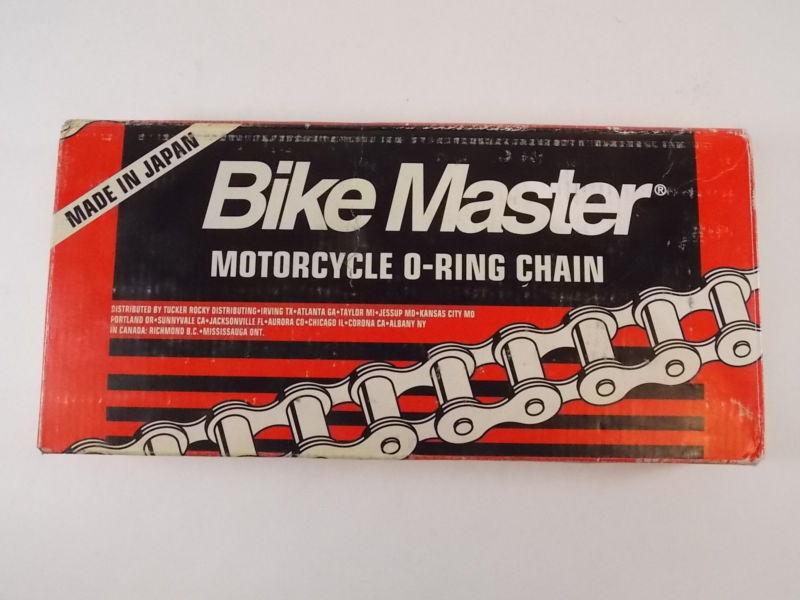 MADE IN JAPAN
Bike Master®
MOTORCYCLE O-RING CHAIN
DISTRIBUTED BY TUCKER ROCKY DISTRIBUTING•IRVING TX•ATLANTA GA•TAYLOR MI•JESSUP MD•KANSAS CITY MO
PORTLAND OR•SUNNYVALE CA•JACKSONVILLE FL•AURORA CO•CHICAGO IL•CORONA CA•ALBANY NY
IN CANADA: RICHMOND B.C.•MISSISSAUGA ONT.